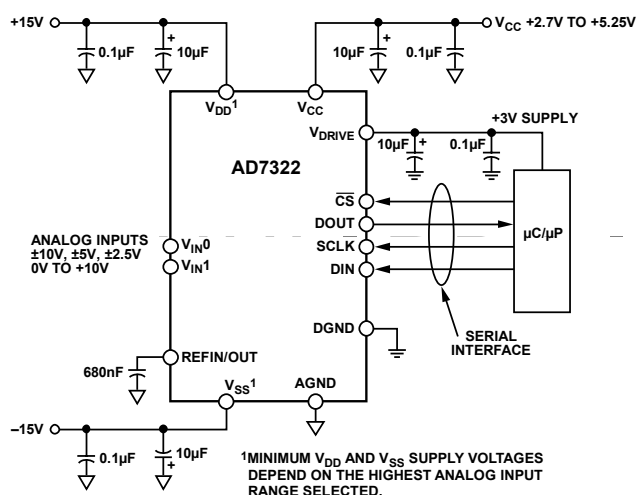 +15V
0.1µF
10µF
+
10µF
+
0.1µF
V_CC +2.7V TO +5.25V
V_DD¹
V_CC
V_DRIVE
+3V SUPPLY
10µF
+
0.1µF
AD7322
CS
DOUT
SCLK
DIN
µC/µP
ANALOG INPUTS
±10V, ±5V, ±2.5V
0V TO +10V
V_IN0
V_IN1
DGND
SERIAL
INTERFACE
REFIN/OUT
680nF
V_SS¹
AGND
–15V
0.1µF
10µF
+
¹MINIMUM V_DD AND V_SS SUPPLY VOLTAGES
DEPEND ON THE HIGHEST ANALOG INPUT
RANGE SELECTED.